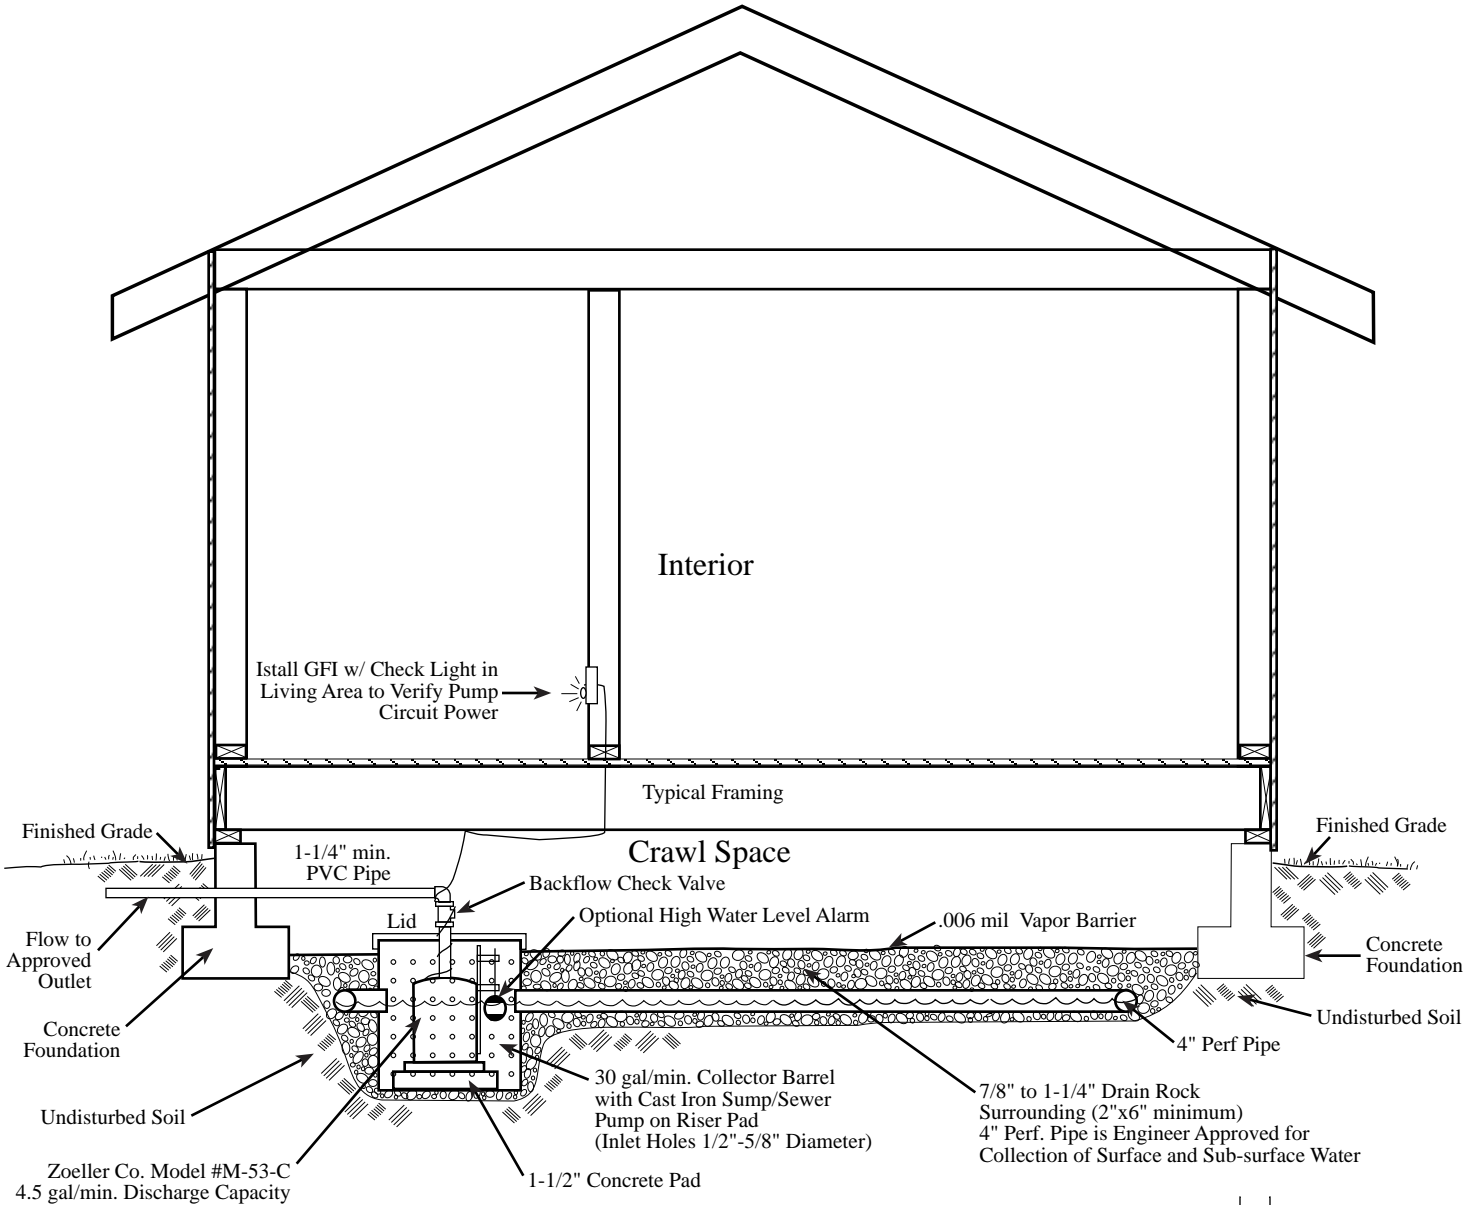 Interior
Istall GFI w/ Check Light in
Living Area to Verify Pump
Circuit Power
Typical Framing
Finished Grade
Finished Grade
1-1/4" min.
PVC Pipe
Crawl Space
Backflow Check Valve
Lid
Optional High Water Level Alarm
.006 mil Vapor Barrier
Flow to
Approved
Outlet
Concrete
Foundation
Concrete
Foundation
Undisturbed Soil
4" Perf Pipe
Undisturbed Soil
30 gal/min. Collector Barrel
with Cast Iron Sump/Sewer
Pump on Riser Pad
(Inlet Holes 1/2"-5/8" Diameter)
7/8" to 1-1/4" Drain Rock
Surrounding (2"x6" minimum)
4" Perf. Pipe is Engineer Approved for
Collection of Surface and Sub-surface Water
Zoeller Co. Model #M-53-C
4.5 gal/min. Discharge Capacity
1-1/2" Concrete Pad